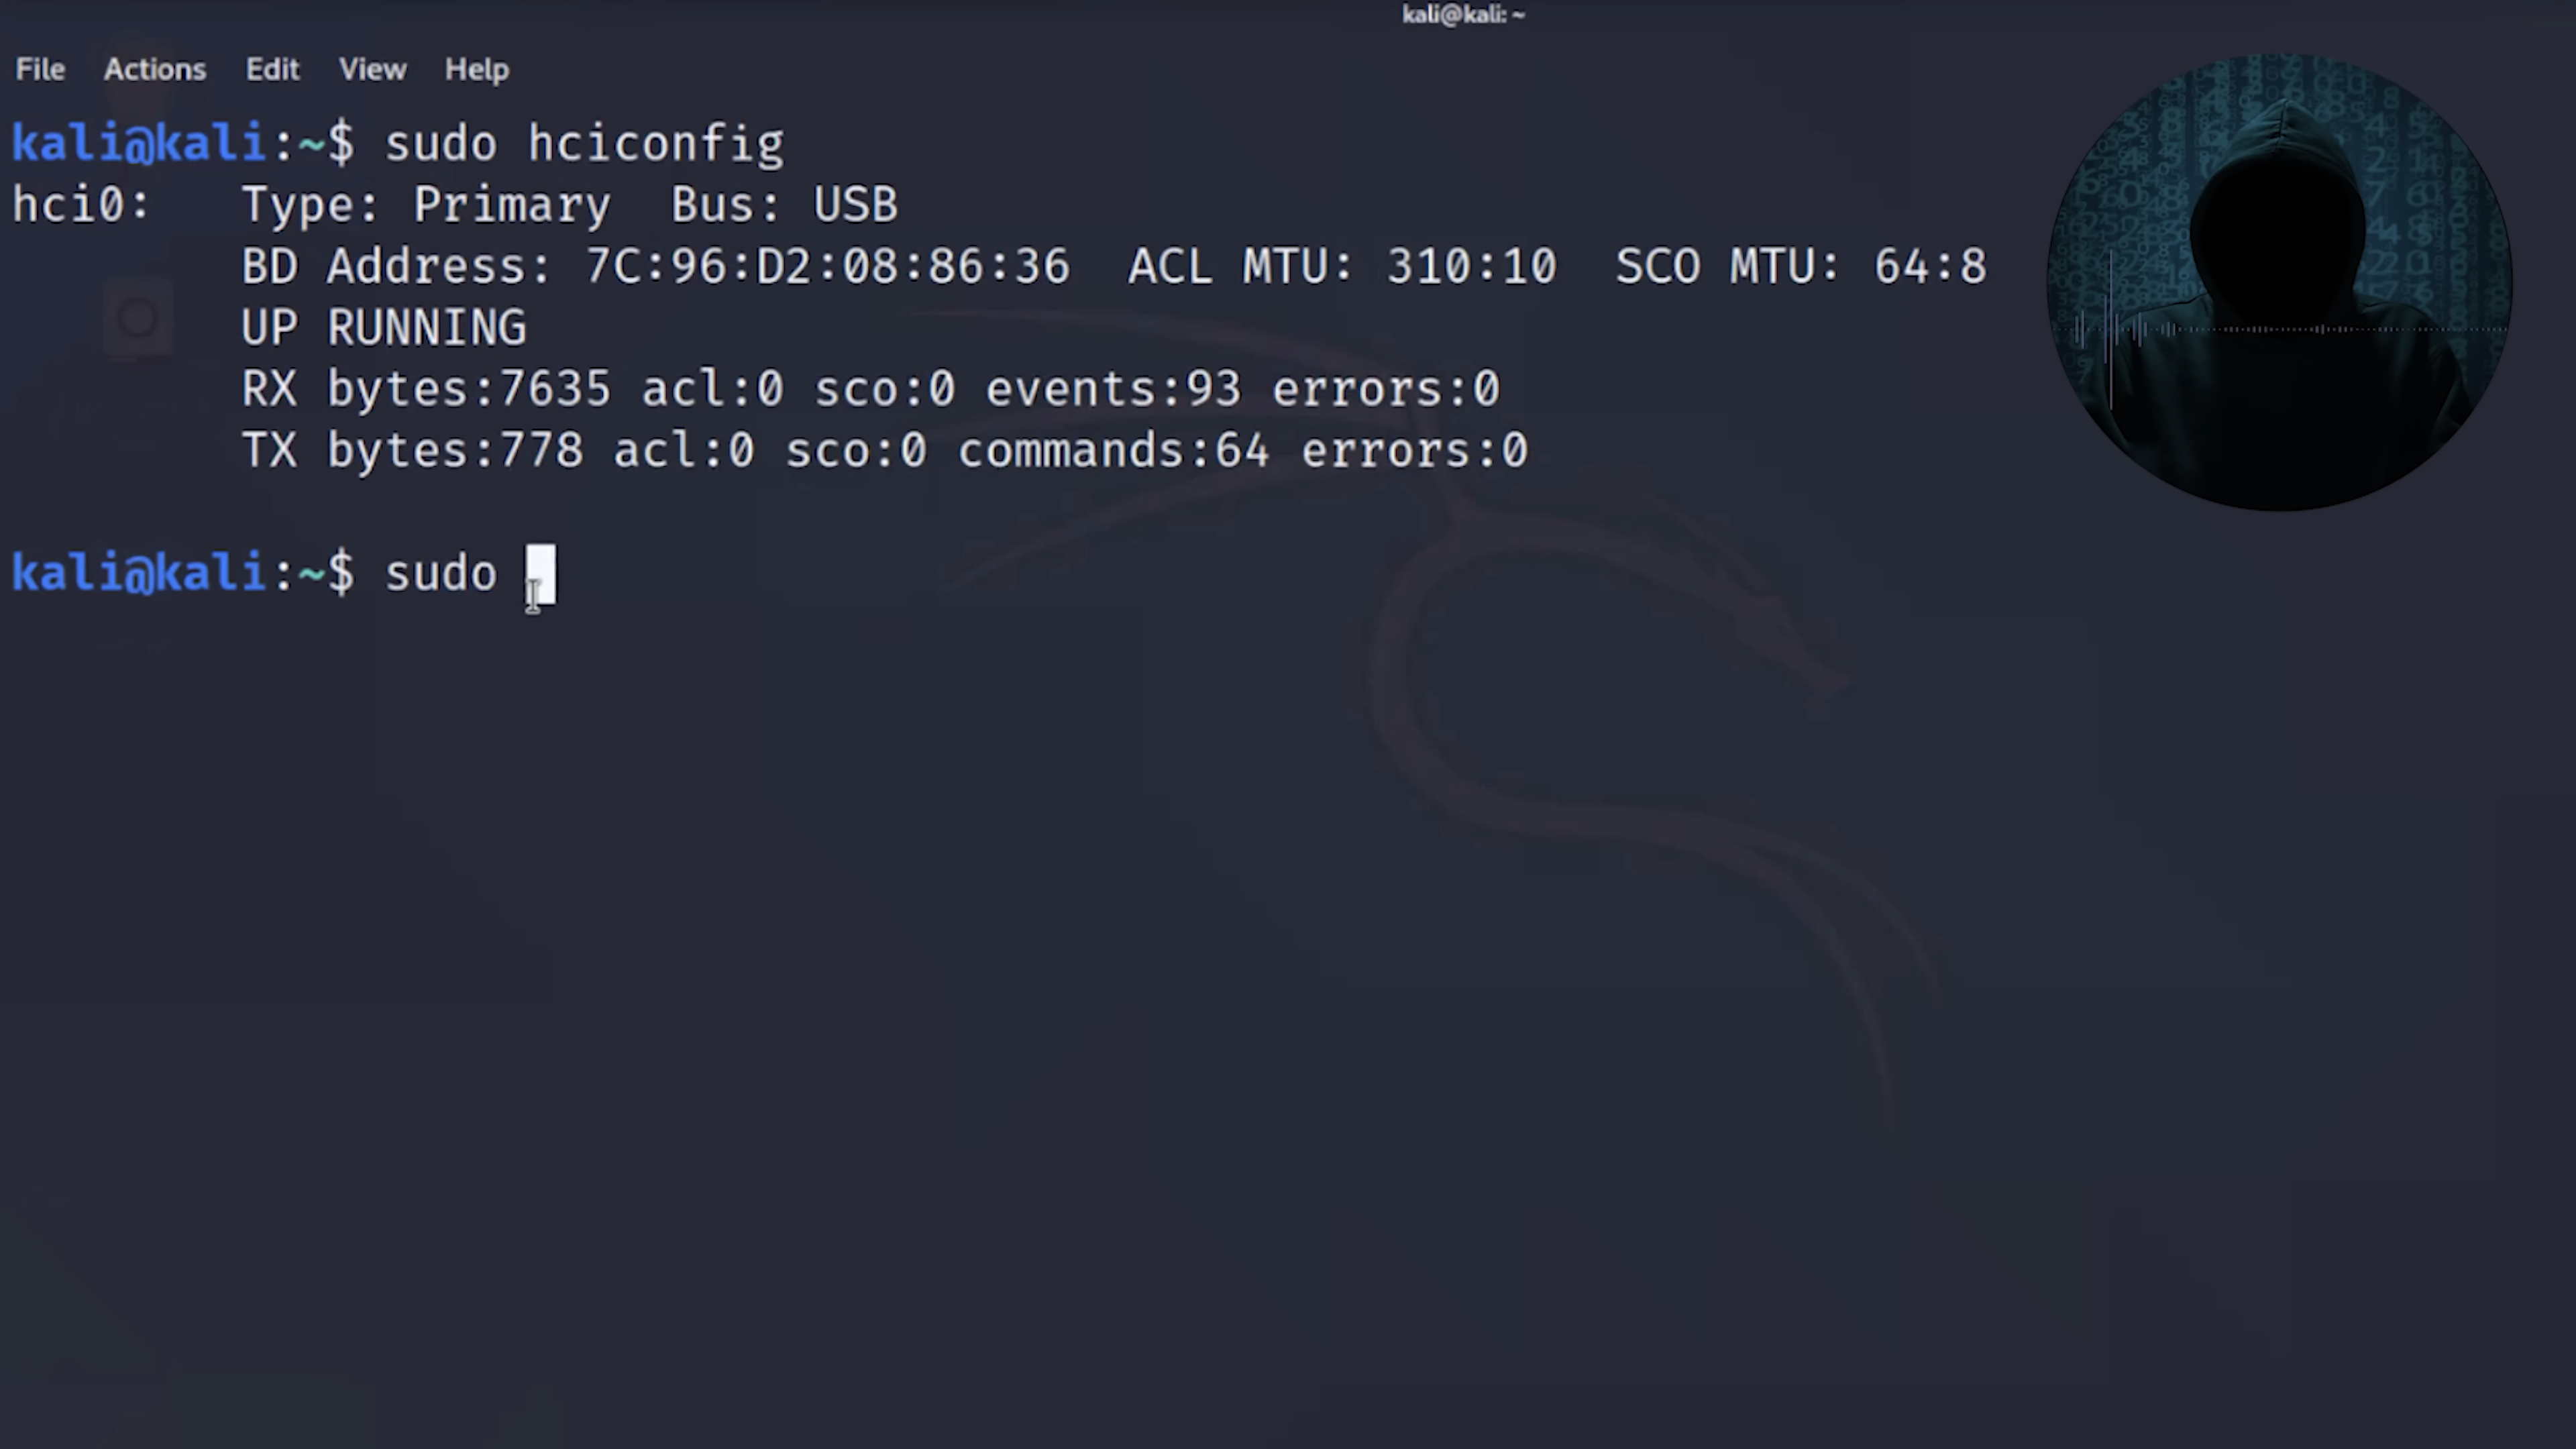 kali@kali: ~
File Actions Edit View Help
kali@kali:~$ sudo hciconfig
hci0:   Type: Primary  Bus: USB
        BD Address: 7C:96:D2:08:86:36  ACL MTU: 310:10  SCO MTU: 64:8
        UP RUNNING
        RX bytes:7635 acl:0 sco:0 events:93 errors:0
        TX bytes:778 acl:0 sco:0 commands:64 errors:0
kali@kali:~$ sudo